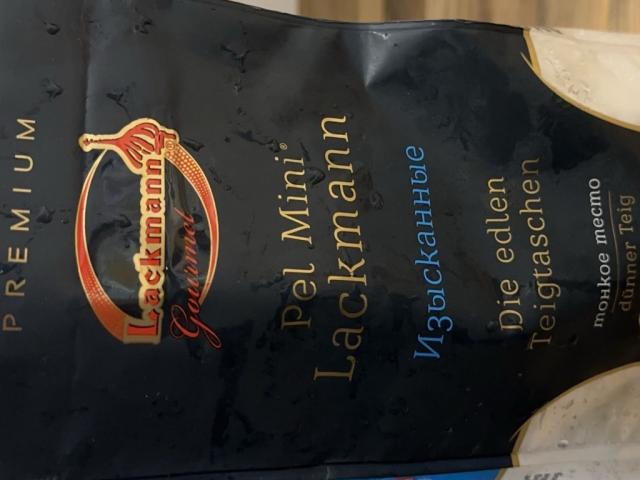 PREMIUM
Lackmann
Gourmet
Pel Mini®
Lackmann
Изысканные
Die edlen
Teigtaschen
тонкое тесто
dünner Teig